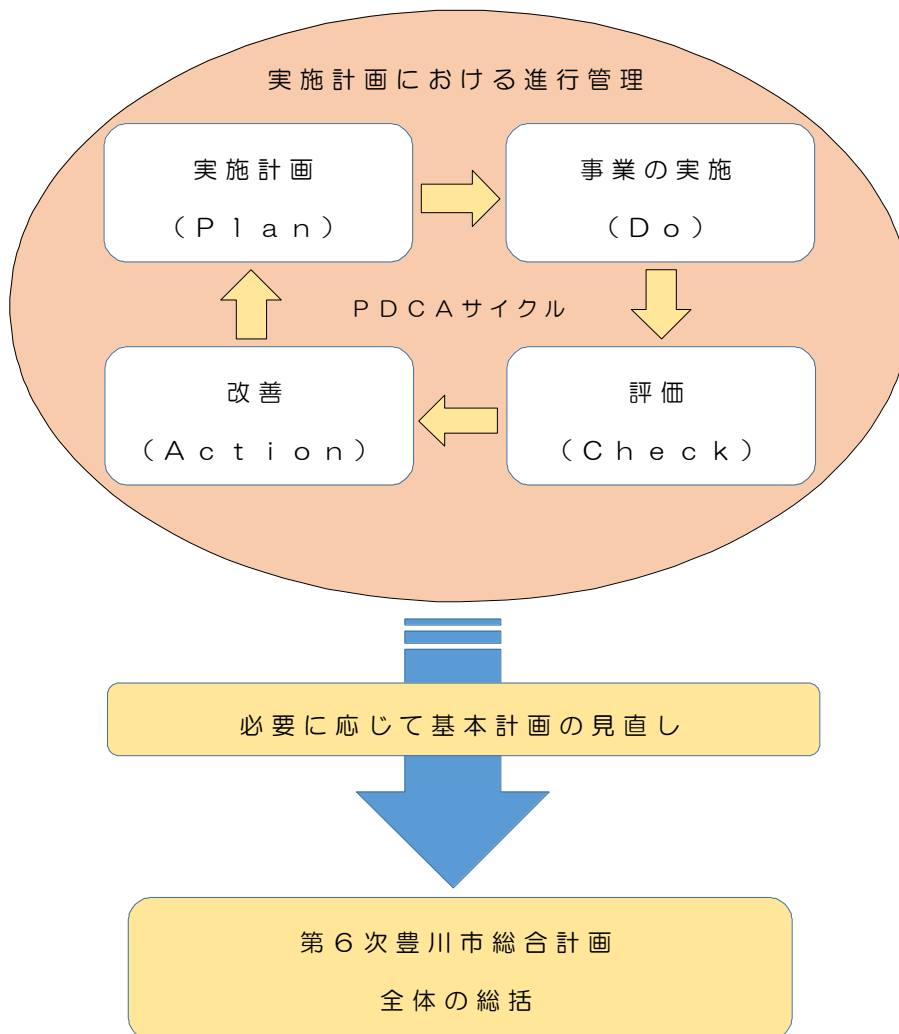 実施計画における進行管理
実施計画
（Ｐｌａｎ）
事業の実施
（Ｄｏ）
ＰＤＣＡサイクル
改善
（Ａｃｔｉｏｎ）
評価
（Ｃｈｅｃｋ）
必要に応じて基本計画の見直し
第６次豊川市総合計画
全体の総括